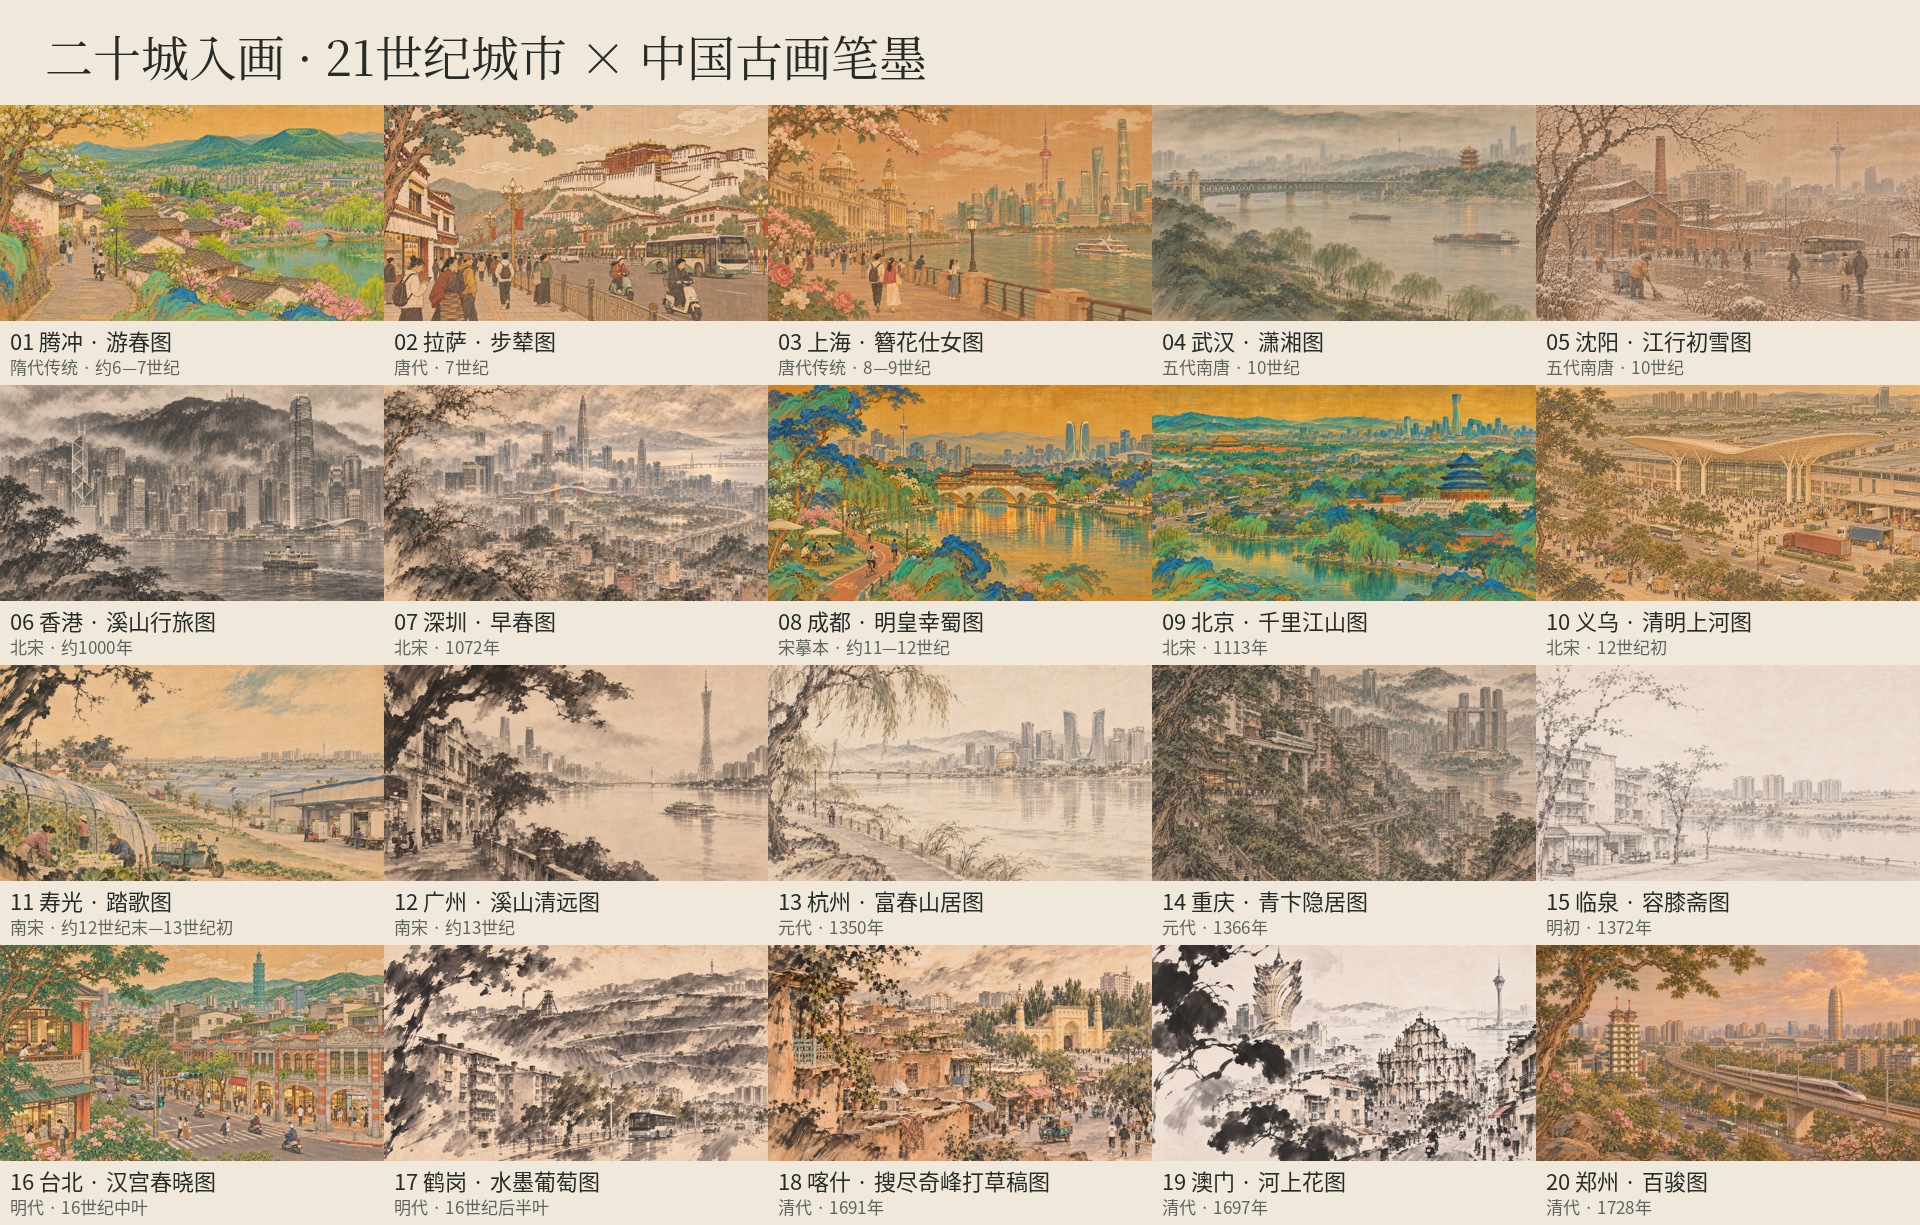 二十城入画 · 21世纪城市 × 中国古画笔墨
01 腾冲 · 游春图
隋代传统 · 约6—7世纪
02 拉萨 · 步辇图
唐代 · 7世纪
03 上海 · 簪花仕女图
唐代传统 · 8—9世纪
04 武汉 · 潇湘图
五代南唐 · 10世纪
05 沈阳 · 江行初雪图
五代南唐 · 10世纪
06 香港 · 溪山行旅图
北宋 · 约1000年
07 深圳 · 早春图
北宋 · 1072年
08 成都 · 明皇幸蜀图
宋摹本 · 约11—12世纪
09 北京 · 千里江山图
北宋 · 1113年
10 义乌 · 清明上河图
北宋 · 12世纪初
11 寿光 · 踏歌图
南宋 · 约12世纪末—13世纪初
12 广州 · 溪山清远图
南宋 · 约13世纪
13 杭州 · 富春山居图
元代 · 1350年
14 重庆 · 青卞隐居图
元代 · 1366年
15 临泉 · 容膝斋图
明初 · 1372年
16 台北 · 汉宫春晓图
明代 · 16世纪中叶
17 鹤岗 · 水墨葡萄图
明代 · 16世纪后半叶
18 喀什 · 搜尽奇峰打草稿图
清代 · 1691年
19 澳门 · 河上花图
清代 · 1697年
20 郑州 · 百骏图
清代 · 1728年